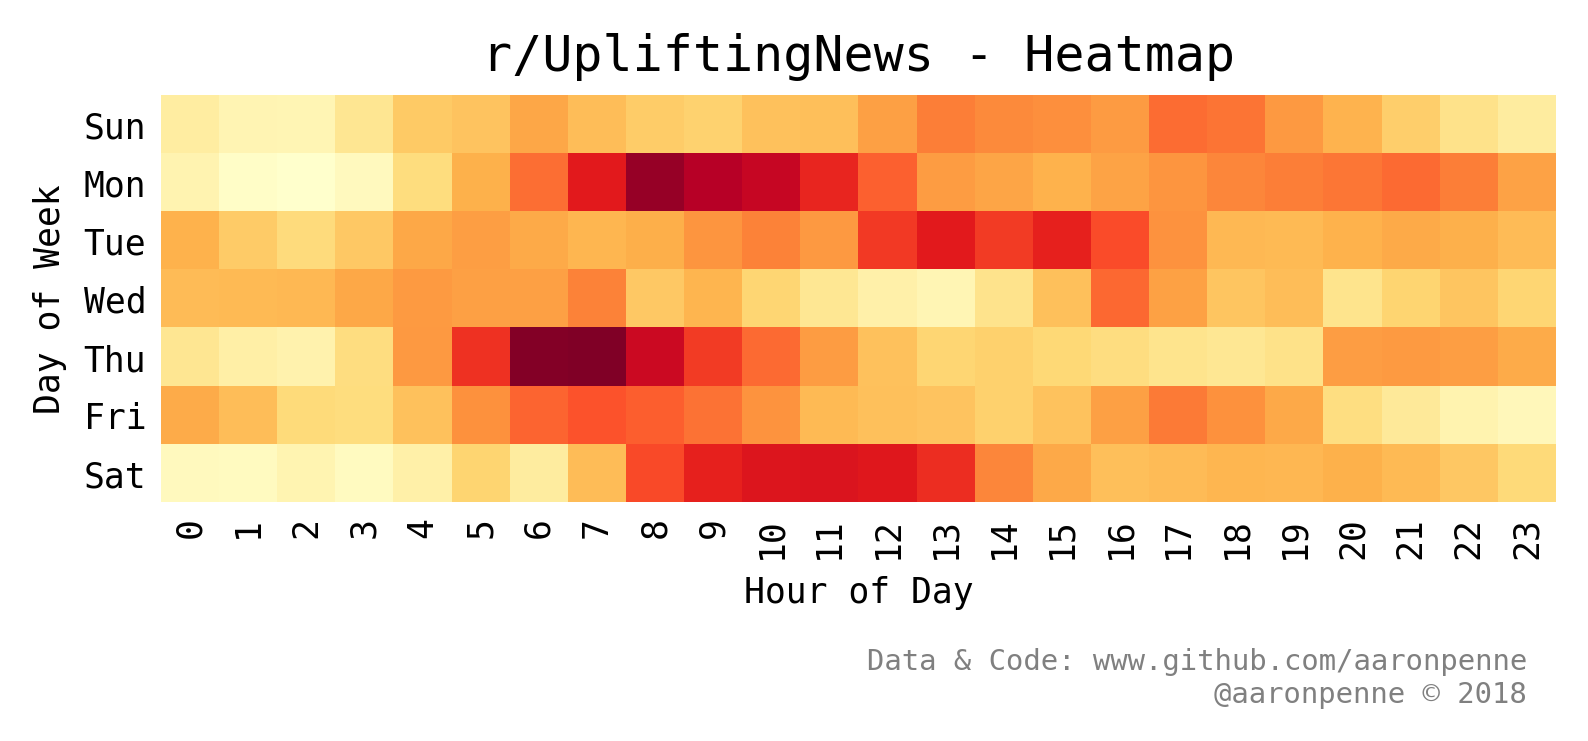 r/UpliftingNews - Heatmap
Day of Week
Sun
Mon
Tue
Wed
Thu
Fri
Sat
0 1 2 3 4 5 6 7 8 9 10 11 12 13 14 15 16 17 18 19 20 21 22 23
Hour of Day
Data & Code: www.github.com/aaronpenne
@aaronpenne © 2018